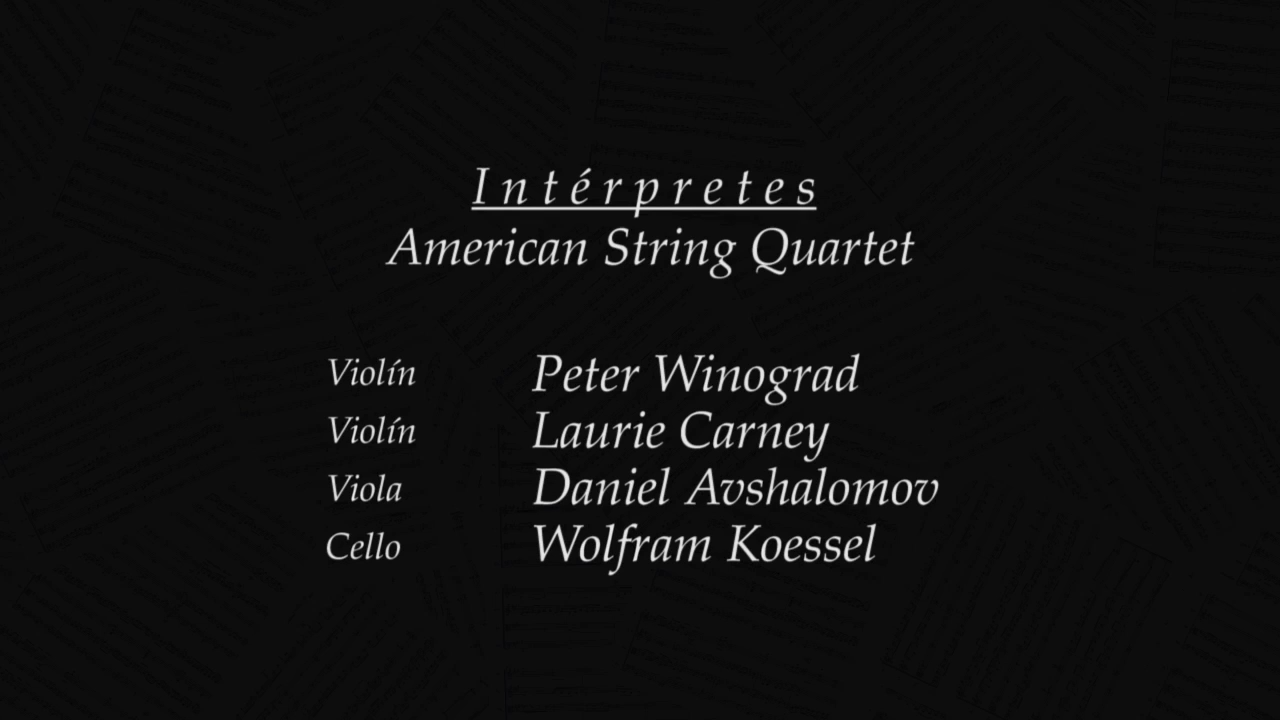 Intérpretes
American String Quartet
Violín Peter Winograd
Violín Laurie Carney
Viola Daniel Avshalomov
Cello Wolfram Koessel